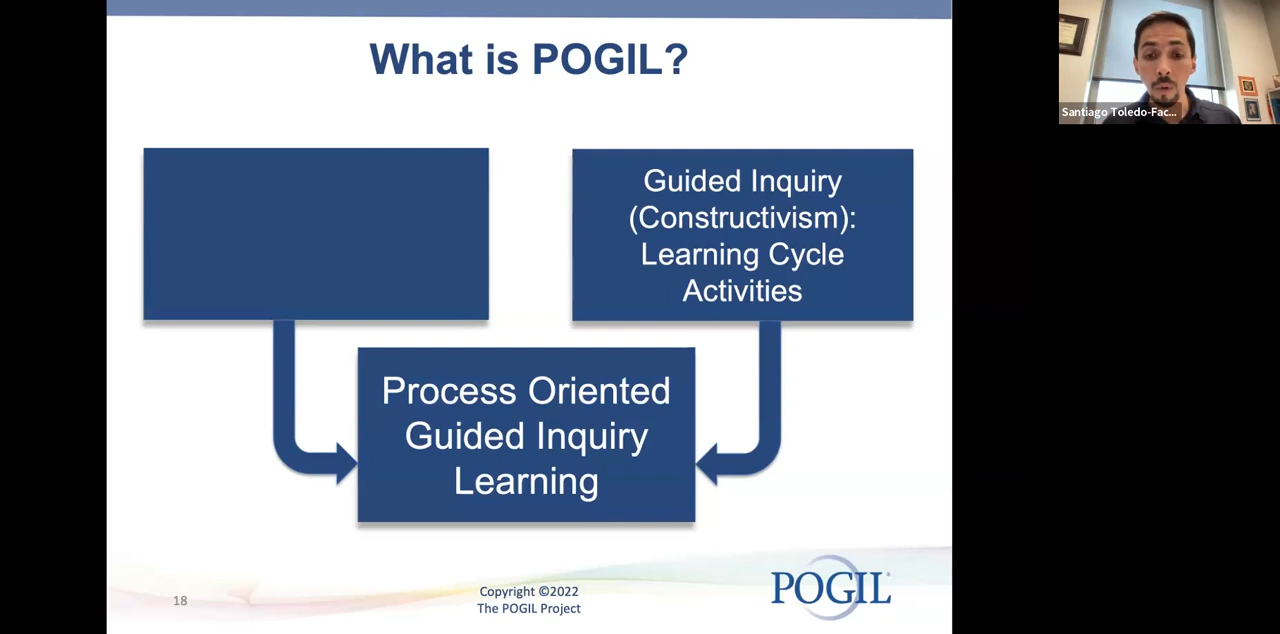 What is POGIL?
Santiago Toledo-Fac...
Guided Inquiry
(Constructivism):
Learning Cycle
Activities
Process Oriented
Guided Inquiry
Learning
18
Copyright ©2022
The POGIL Project
POGIL